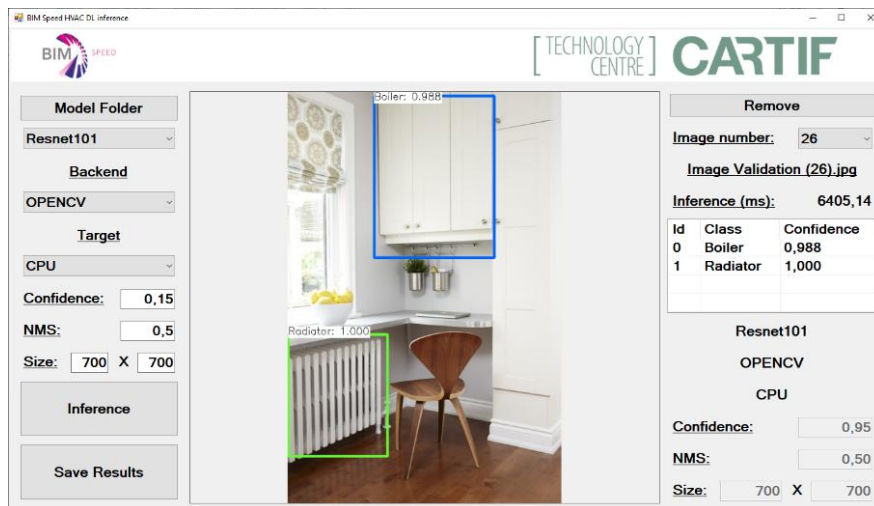 BIM Speed HVAC DL inference
BIM SPEED
[ TECHNOLOGY CENTRE ] CARTIF
Model Folder
Resnet101
Backend
OPENCV
Target
CPU
Confidence: 0,15
NMS: 0,5
Size: 700 X 700
Inference
Save Results
Boiler: 0.988
Radiator: 1.000
Remove
Image number: 26
Image Validation (26).jpg
Inference (ms): 6405,14
Id Class Confidence
0 Boiler 0,988
1 Radiator 1,000
Resnet101
OPENCV
CPU
Confidence: 0,95
NMS: 0,50
Size: 700 X 700